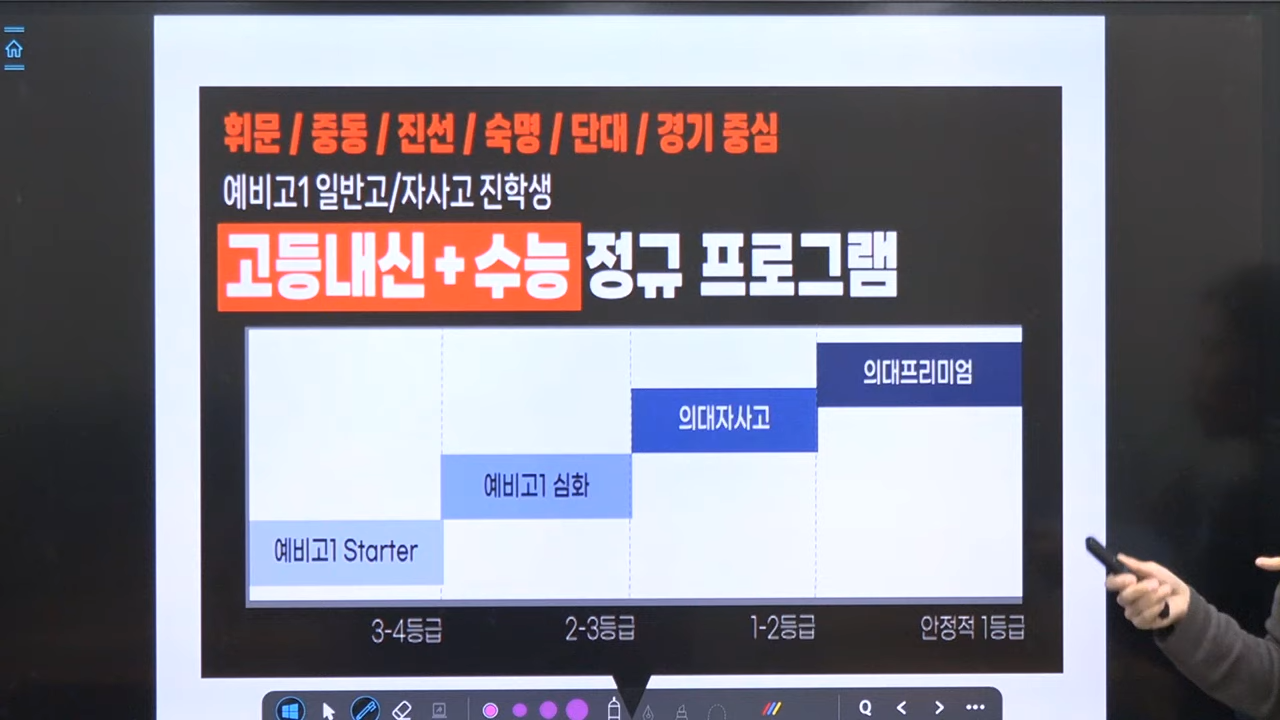 휘문 / 중동 / 진선 / 숙명 / 단대 / 경기 중심
예비고1 일반고/자사고 진학생
고등내신+수능 정규 프로그램
의대프리미엄
의대자사고
예비고1 심화
예비고1 Starter
3-4등급 2-3등급 1-2등급 안정적 1등급